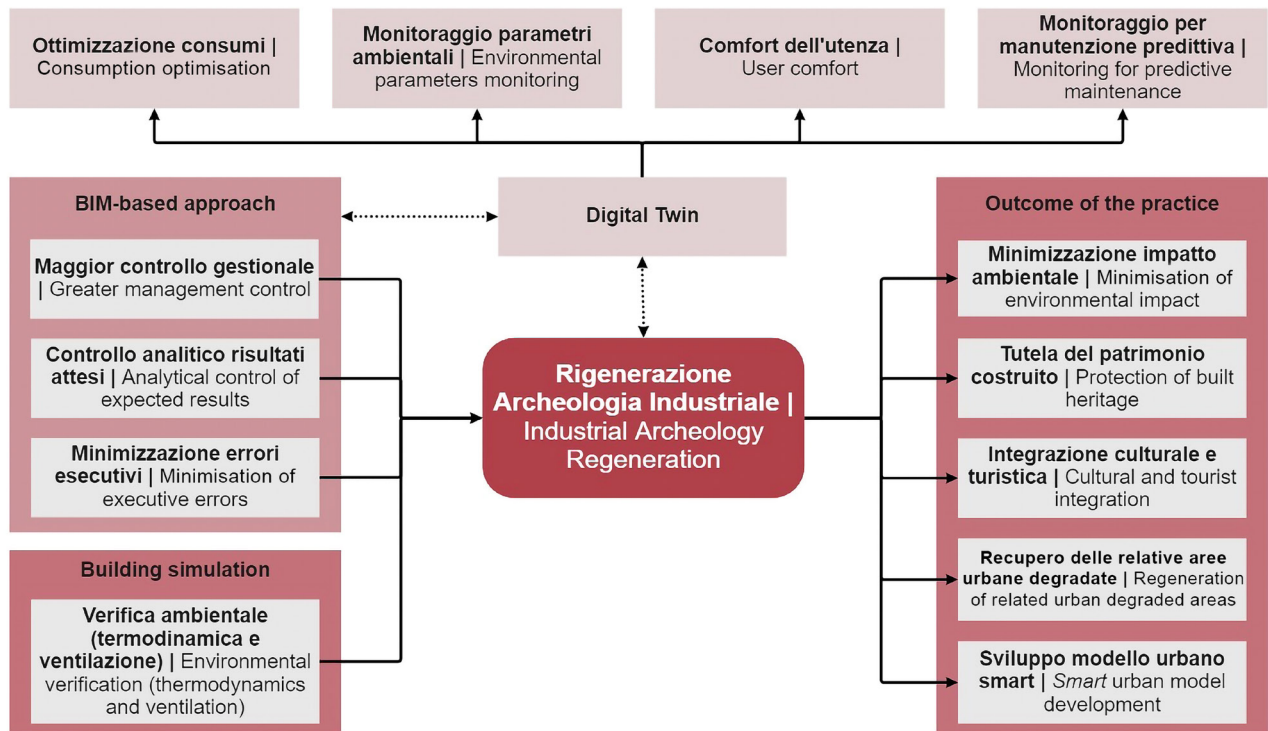 Ottimizzazione consumi |
Consumption optimisation
Monitoraggio parametri
ambientali | Environmental
parameters monitoring
Comfort dell'utenza |
User comfort
Monitoraggio per
manutenzione predittiva |
Monitoring for predictive
maintenance
BIM-based approach
Maggior controllo gestionale
| Greater management control
Controllo analitico risultati
attesi | Analytical control of
expected results
Minimizzazione errori
esecutivi | Minimisation of
executive errors
Building simulation
Verifica ambientale
(termodinamica e
ventilazione) | Environmental
verification (thermodynamics
and ventilation)
Digital Twin
Rigenerazione
Archeologia Industriale |
Industrial Archeology
Regeneration
Outcome of the practice
Minimizzazione impatto
ambientale | Minimisation of
environmental impact
Tutela del patrimonio
costruito | Protection of built
heritage
Integrazione culturale e
turistica | Cultural and tourist
integration
Recupero delle relative aree
urbane degradate | Regeneration
of related urban degraded areas
Sviluppo modello urbano
smart | Smart urban model
development